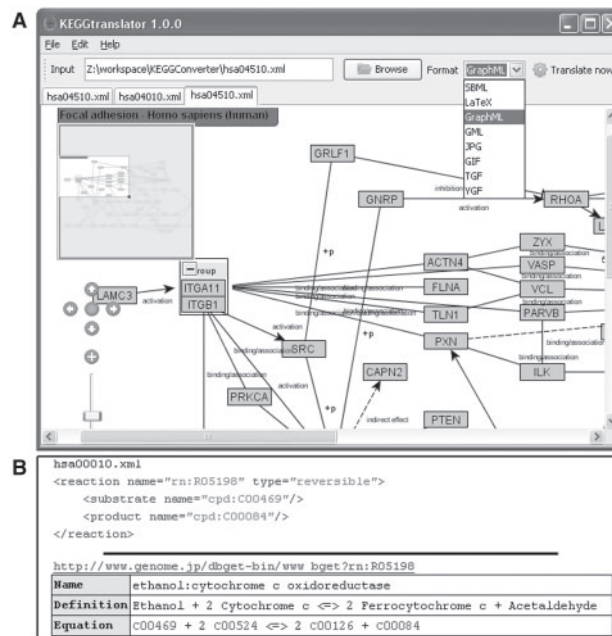 A
KEGGtranslator 1.0.0
File Edit Help
Input Z:\workspace\KEGGConverter\hsa04510.xml Browse Format GraphML Translate now
hsa04510.xml hsa04010.xml hsa04510.xml
Focal adhesion - Homo sapiens (human)
SBML
LaTeX
GraphML
GML
JPG
GIF
TGF
YGF
GRLF1
GNRP
inhibition
activation
RHOA
+p
ZYX
ACTN4
VASP
binding/association
FLNA
VCL
TLN1
PARVB
PXN
ILK
Group
ITGA11
ITGB1
LAMC3
activation
activation
SRC
+p
binding/association
binding/association
activation
CAPN2
PRKCA
+p
indirect effect
PTEN
B
hsa00010.xml
<reaction name="rn:R05198" type="reversible">
<substrate name="cpd:C00469"/>
<product name="cpd:C00084"/>
</reaction>
http://www.genome.jp/dbget-bin/www_bget?rn:R05198
Name ethanol:cytochrome c oxidoreductase
Definition Ethanol + 2 Cytochrome c <=> 2 Ferrocytochrome c + Acetaldehyde
Equation C00469 + 2 C00524 <=> 2 C00126 + C00084